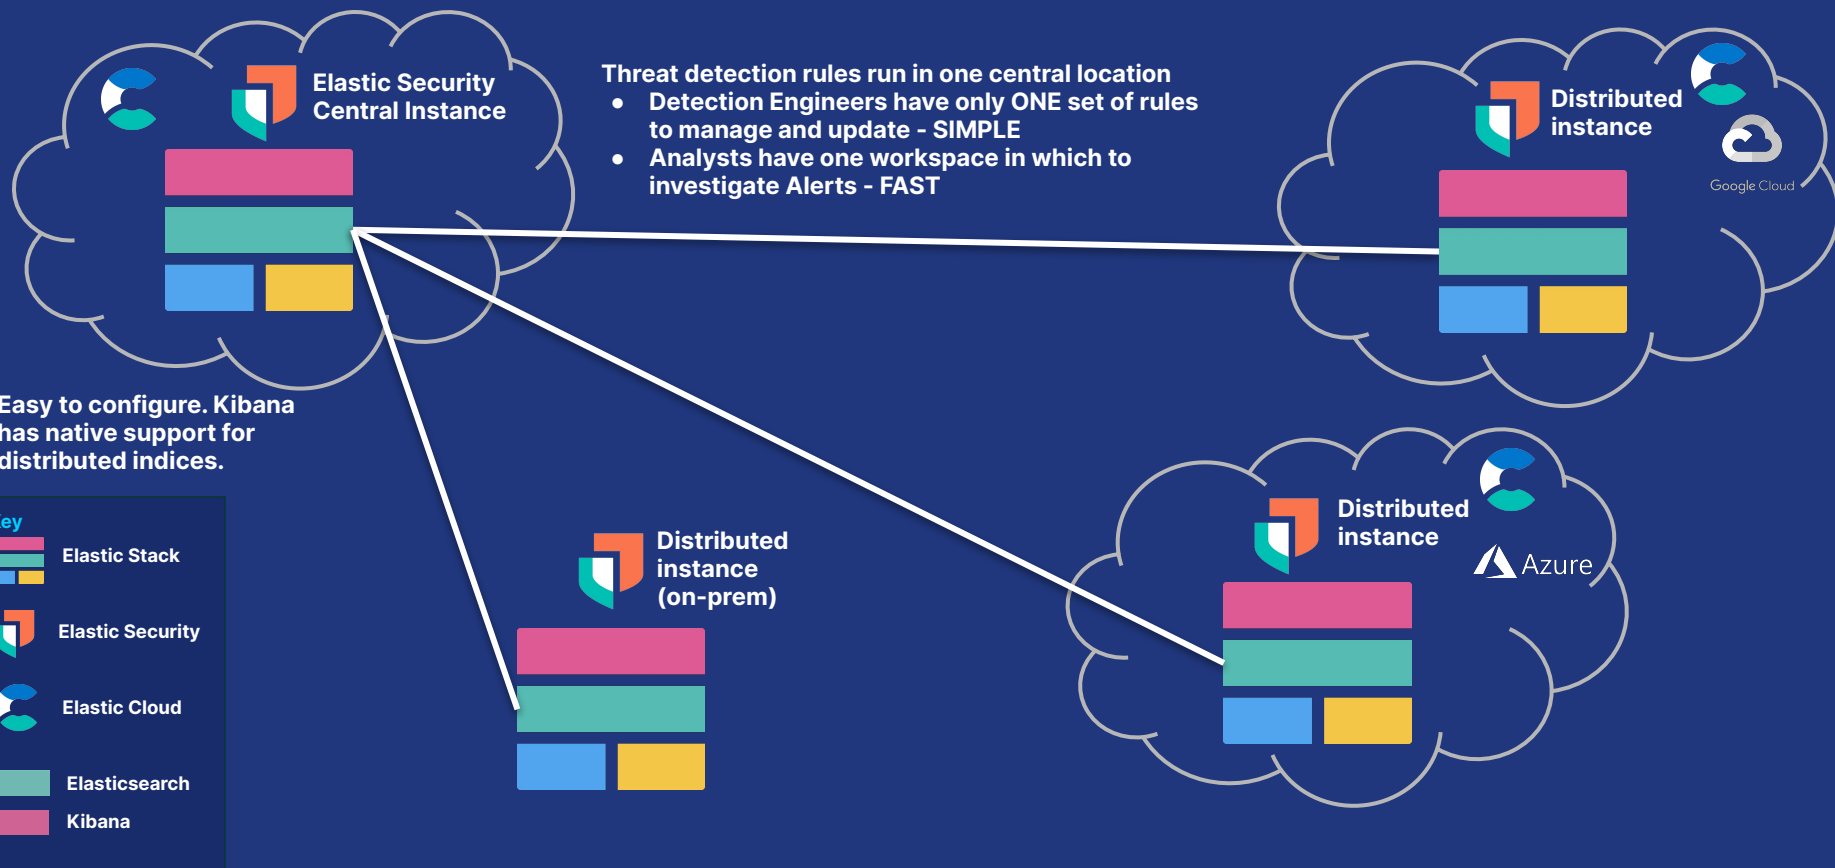 Elastic Security
Central Instance
Threat detection rules run in one central location
● Detection Engineers have only ONE set of rules
to manage and update - SIMPLE
● Analysts have one workspace in which to
investigate Alerts - FAST
Distributed
instance
Google Cloud
Easy to configure. Kibana
has native support for
distributed indices.
Distributed
instance
Azure
Distributed
instance
(on-prem)
Key
Elastic Stack
Elastic Security
Elastic Cloud
Elasticsearch
Kibana